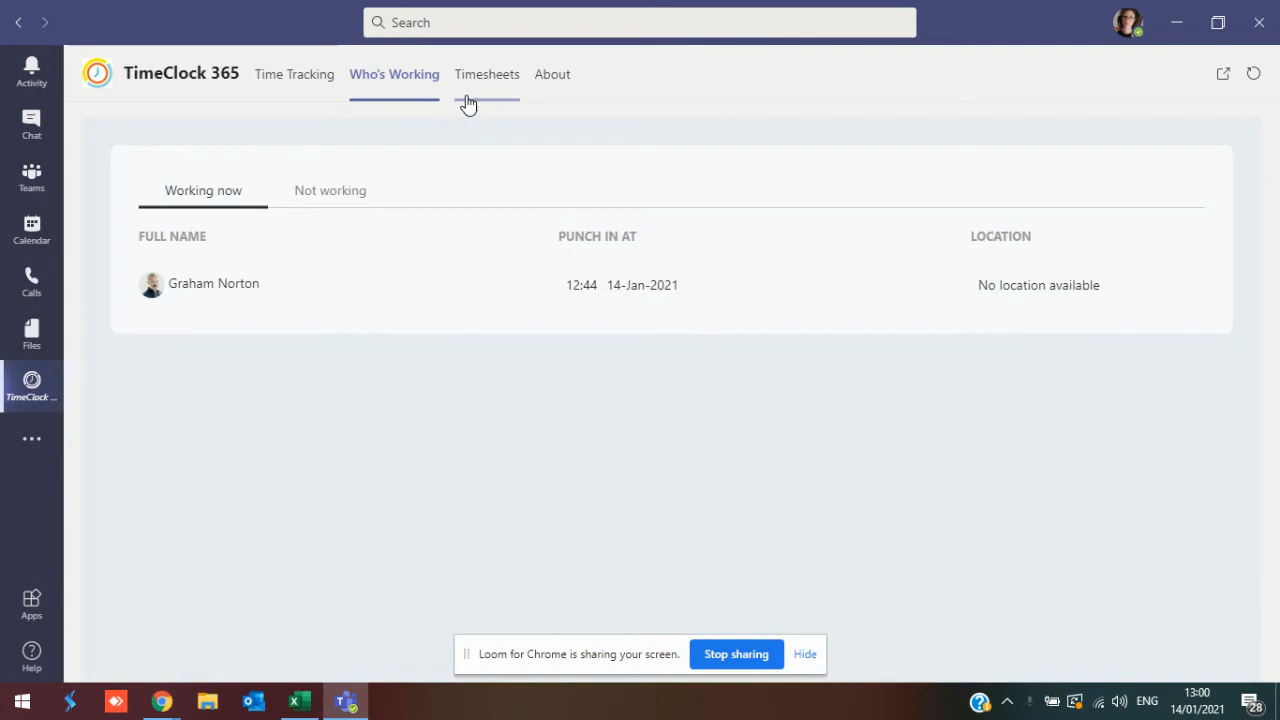 Search
Activity
Chat
Teams
Calendar
Calls
Files
TimeClock ...
Apps
Help
TimeClock 365 Time Tracking Who's Working Timesheets About
Working now Not working
FULL NAME PUNCH IN AT LOCATION
Graham Norton 12:44 14-Jan-2021 No location available
Loom for Chrome is sharing your screen. Stop sharing Hide
ENG
13:00
14/01/2021
28